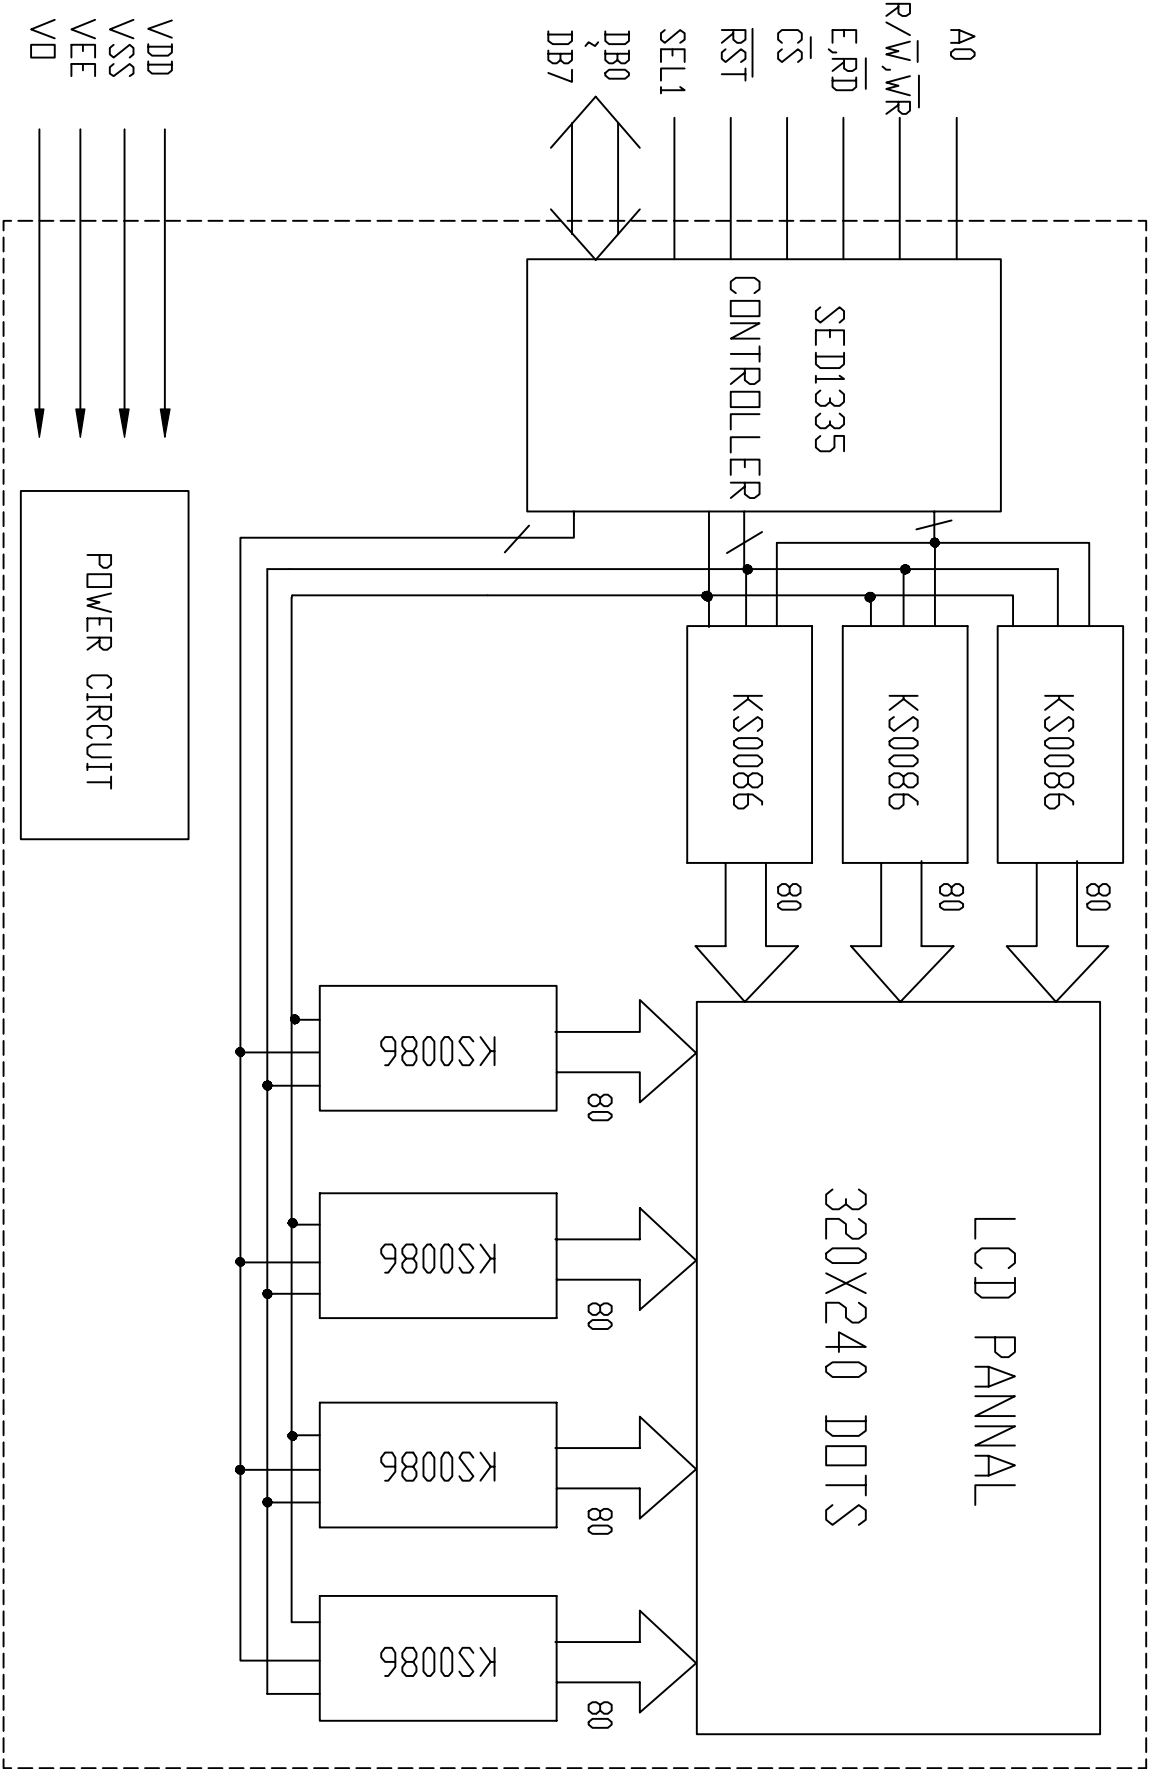 A0
R/W,WR
E,RD
CS
RST
SEL1
DB0
~
DB7
VDD
VSS
VEE
VO
SED1335
CONTROLLER
KS0086
80
KS0086
80
KS0086
80
LCD PANNAL
320X240 DOTS
KS0086
80
KS0086
80
KS0086
80
KS0086
80
POWER CIRCUIT